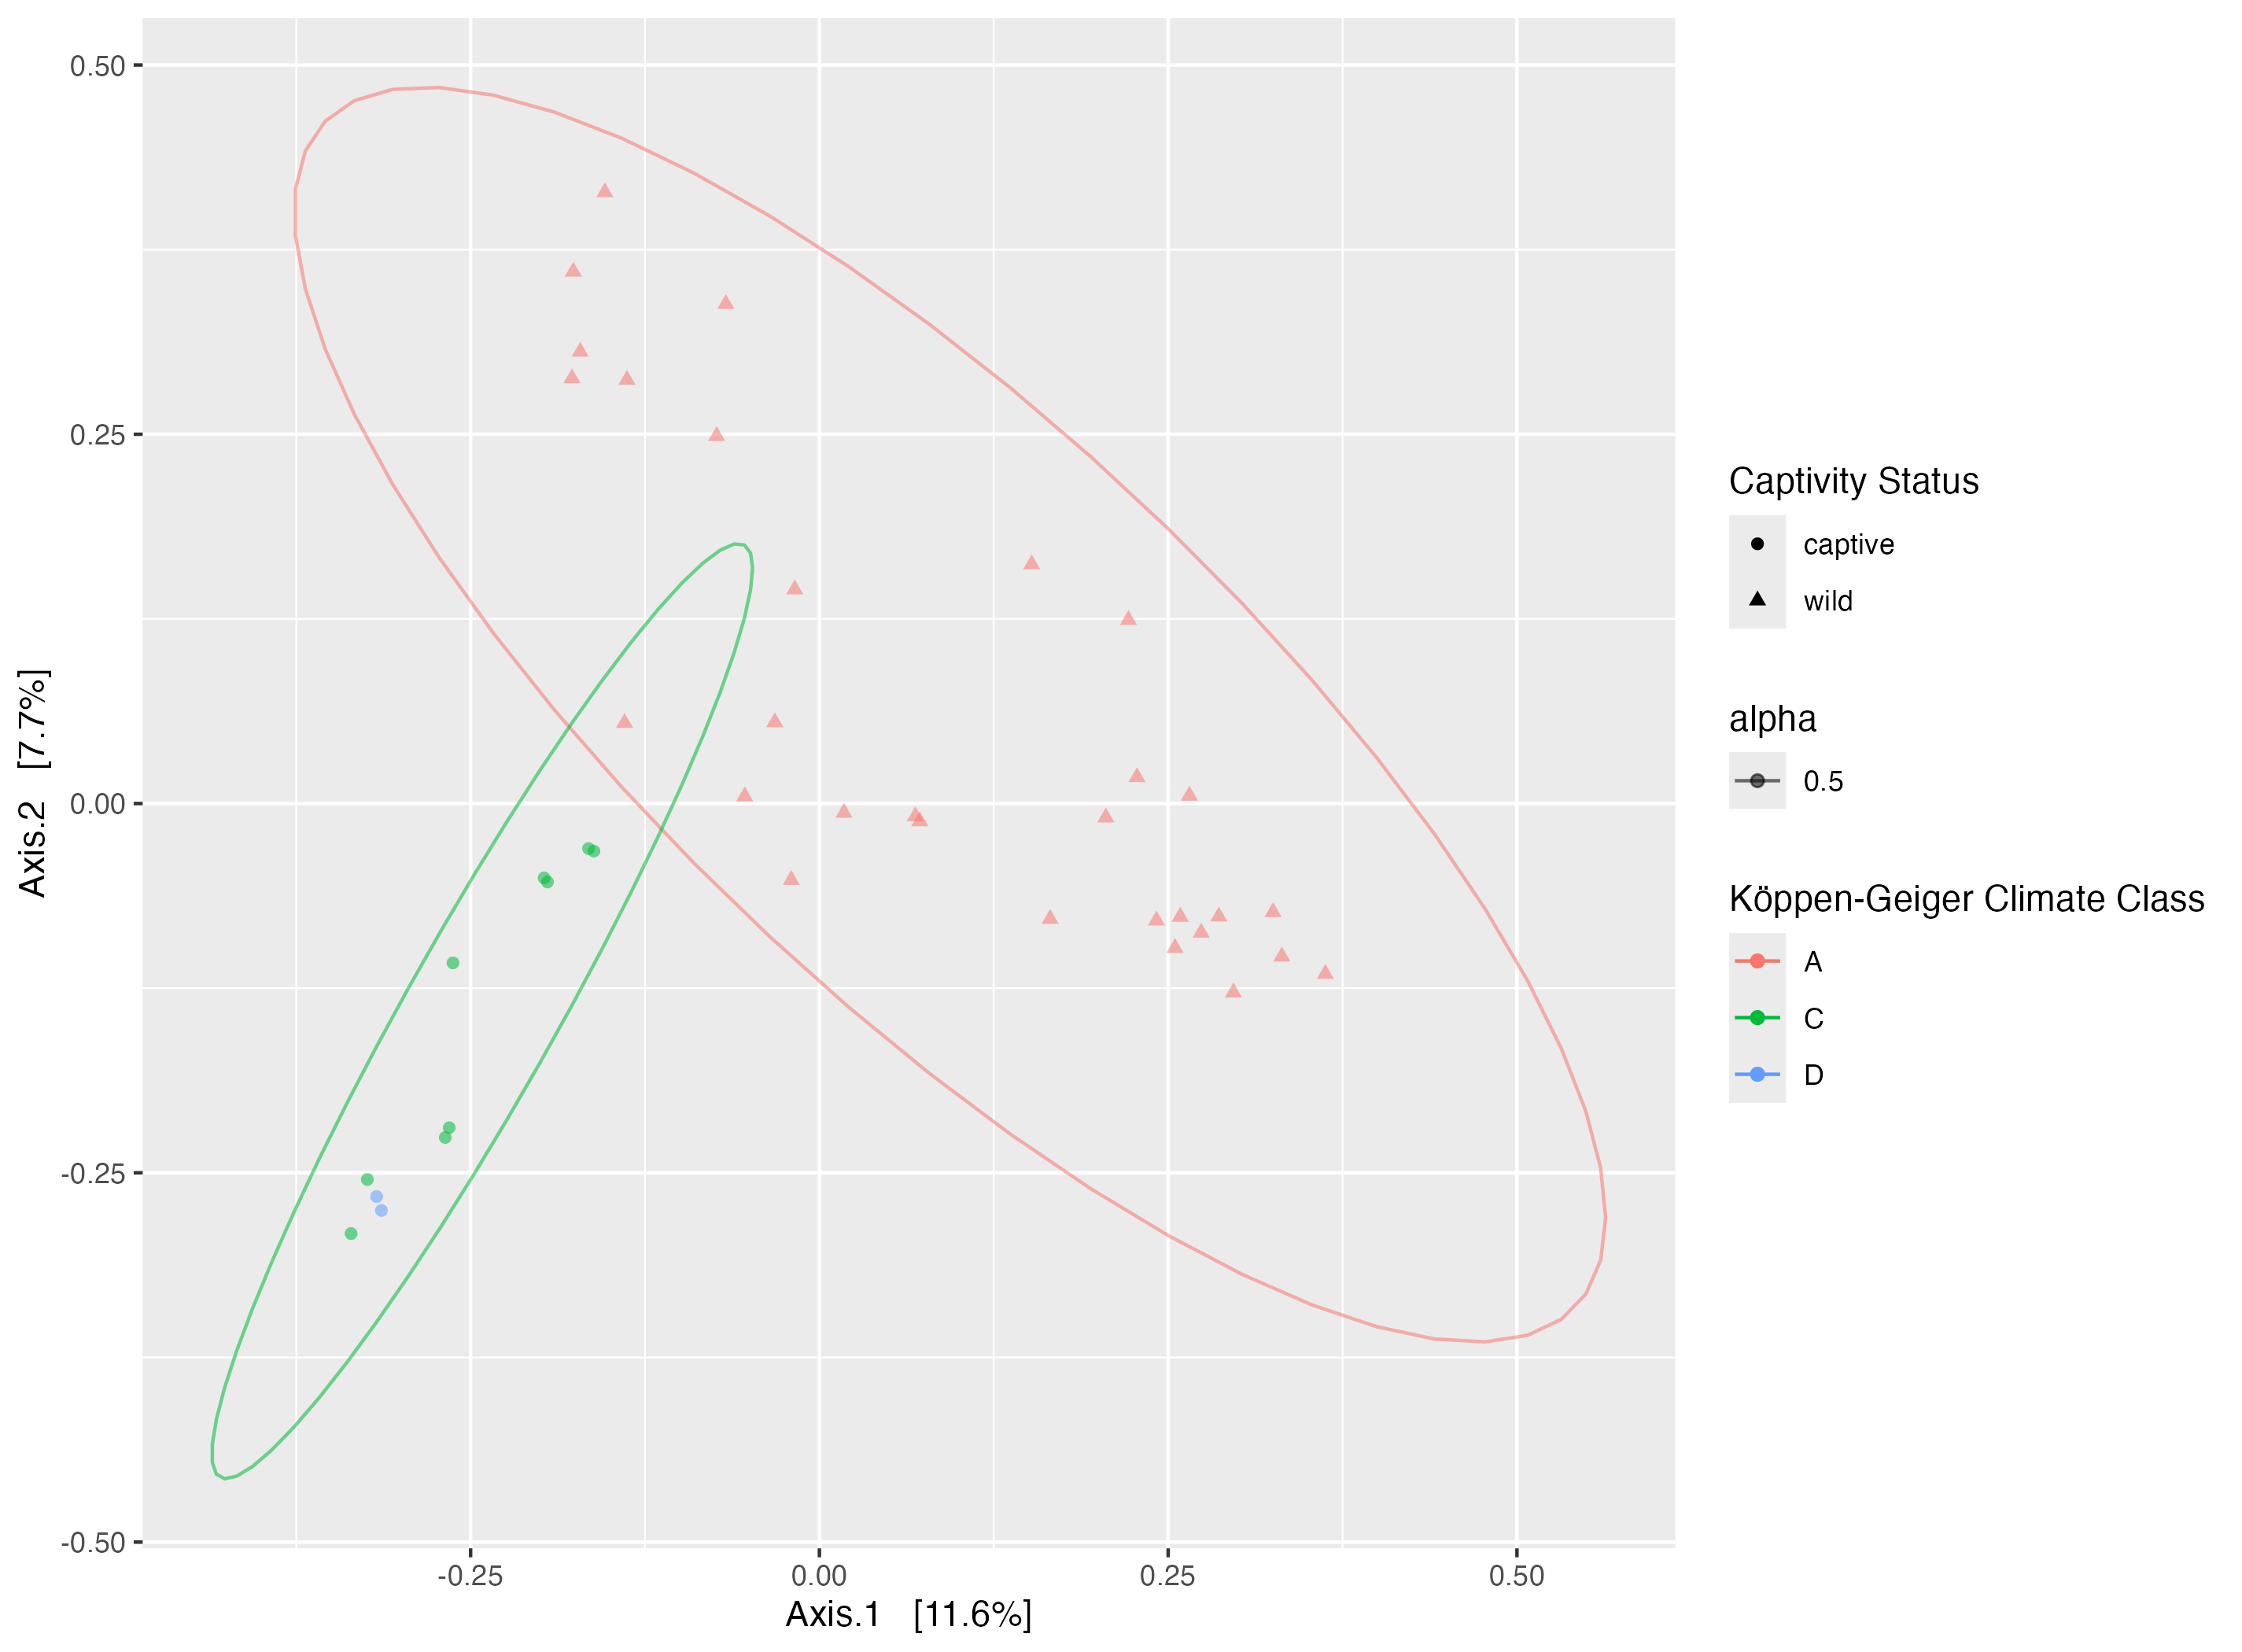 0.50
0.25
0.00
-0.25
-0.50
Axis.2 [7.7%]
-0.25 0.00 0.25 0.50
Axis.1 [11.6%]
Captivity Status
captive
wild
alpha
0.5
Köppen-Geiger Climate Class
A
C
D